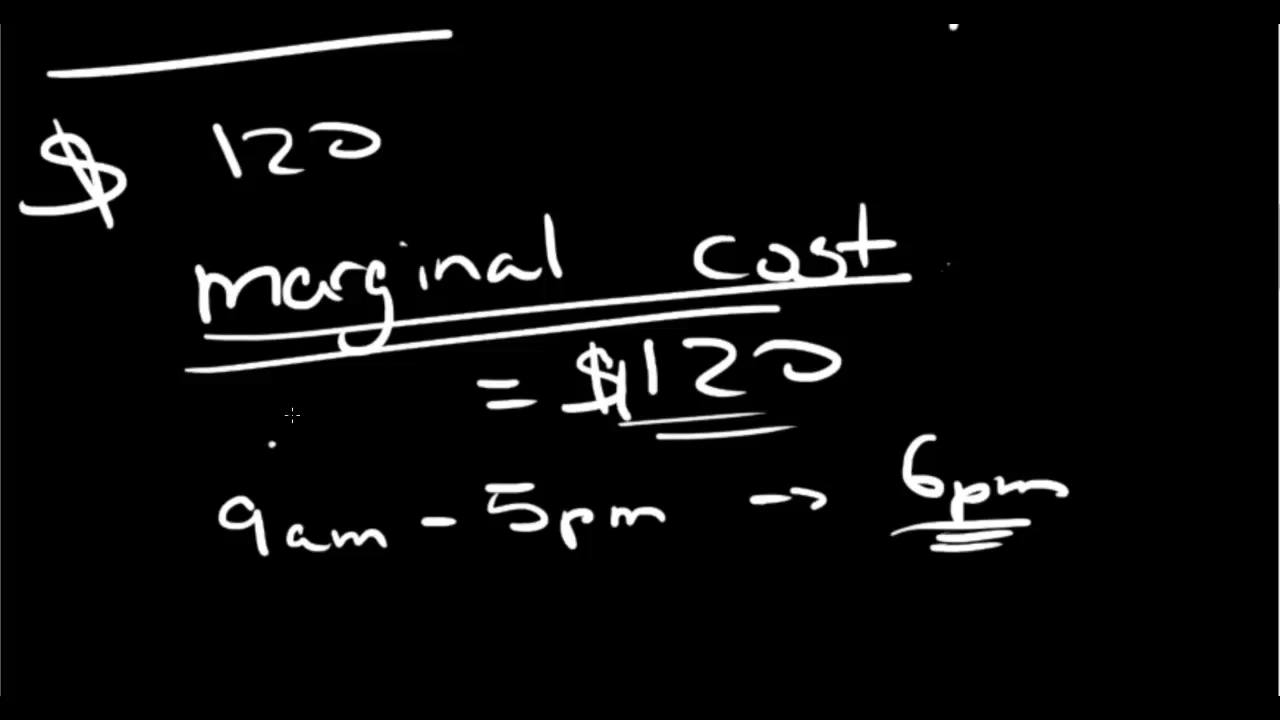 $ 120
marginal cost
= $120
9am - 5pm → 6pm